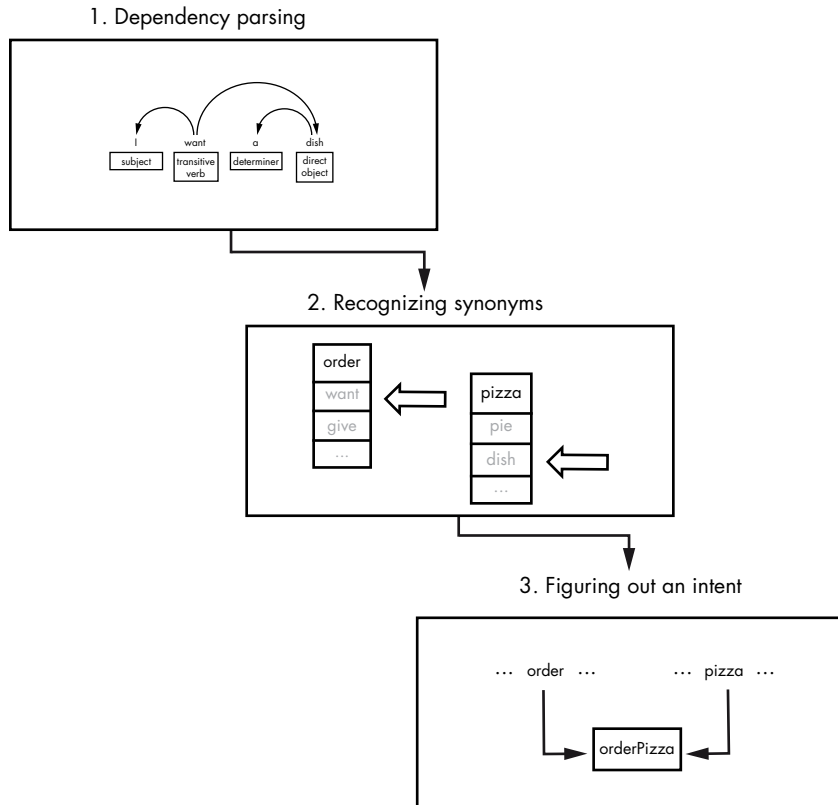 1. Dependency parsing
I want a dish
subject transitive verb determiner direct object
2. Recognizing synonyms
order
want
give
...
pizza
pie
dish
...
3. Figuring out an intent
... order ... ... pizza ...
orderPizza